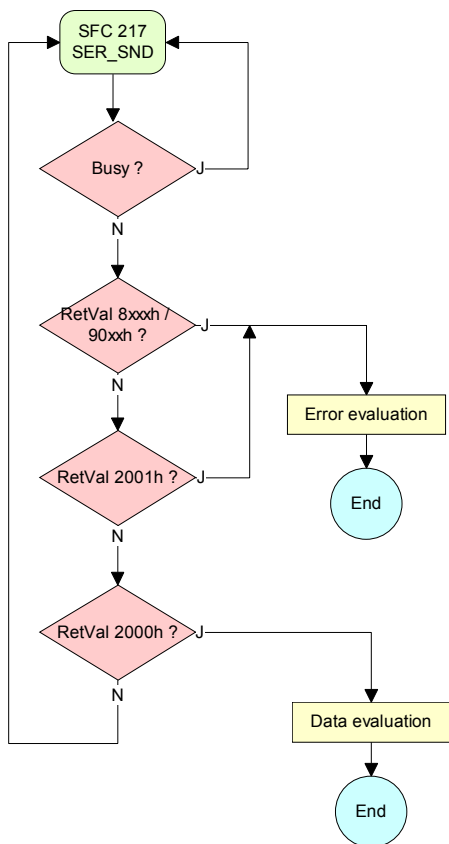 SFC 217
SER_SND
Busy ?
J
N
RetVal 8xxxh /
90xxh ?
J
N
Error evaluation
RetVal 2001h ?
J
End
N
RetVal 2000h ?
J
N
Data evaluation
End